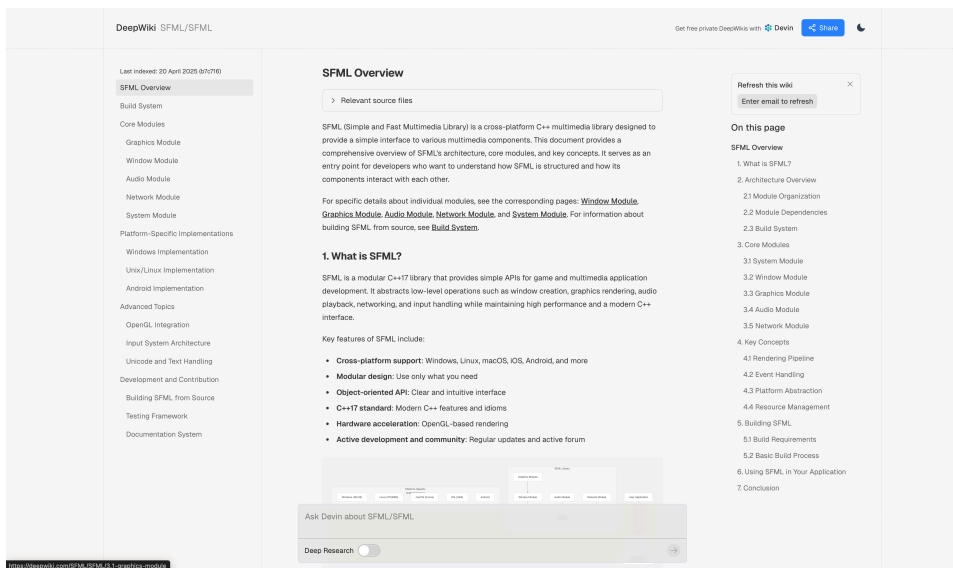 DeepWiki SFML/SFML
Get free private DeepWikis with Devin
Share
Last indexed: 20 April 2025 (b7c716)
SFML Overview
Build System
Core Modules
Graphics Module
Window Module
Audio Module
Network Module
System Module
Platform-Specific Implementations
Windows Implementation
Unix/Linux Implementation
Android Implementation
Advanced Topics
OpenGL Integration
Input System Architecture
Unicode and Text Handling
Development and Contribution
Building SFML from Source
Testing Framework
Documentation System
SFML Overview
Relevant source files
SFML (Simple and Fast Multimedia Library) is a cross-platform C++ multimedia library designed to
provide a simple interface to various multimedia components. This document provides a
comprehensive overview of SFML's architecture, core modules, and key concepts. It serves as an
entry point for developers who want to understand how SFML is structured and how its
components interact with each other.
For specific details about individual modules, see the corresponding pages: Window Module,
Graphics Module, Audio Module, Network Module, and System Module. For information about
building SFML from source, see Build System.
1. What is SFML?
SFML is a modular C++17 library that provides simple APIs for game and multimedia application
development. It abstracts low-level operations such as window creation, graphics rendering, audio
playback, networking, and input handling while maintaining high performance and a modern C++
interface.
Key features of SFML include:
• Cross-platform support: Windows, Linux, macOS, iOS, Android, and more
• Modular design: Use only what you need
• Object-oriented API: Clear and intuitive interface
• C++17 standard: Modern C++ features and idioms
• Hardware acceleration: OpenGL-based rendering
• Active development and community: Regular updates and active forum
SFML Library
Graphics Module
Window Module
Audio Module
Network Module
User Application
Android
Ask Devin about SFML/SFML
Deep Research
Refresh this wiki
Enter email to refresh
On this page
SFML Overview
1. What is SFML?
2. Architecture Overview
2.1 Module Organization
2.2 Module Dependencies
2.3 Build System
3. Core Modules
3.1 System Module
3.2 Window Module
3.3 Graphics Module
3.4 Audio Module
3.5 Network Module
4. Key Concepts
4.1 Rendering Pipeline
4.2 Event Handling
4.3 Platform Abstraction
4.4 Resource Management
5. Building SFML
5.1 Build Requirements
5.2 Basic Build Process
6. Using SFML in Your Application
7. Conclusion
https://deepwiki.com/SFML/SFML/3.1-graphics-module